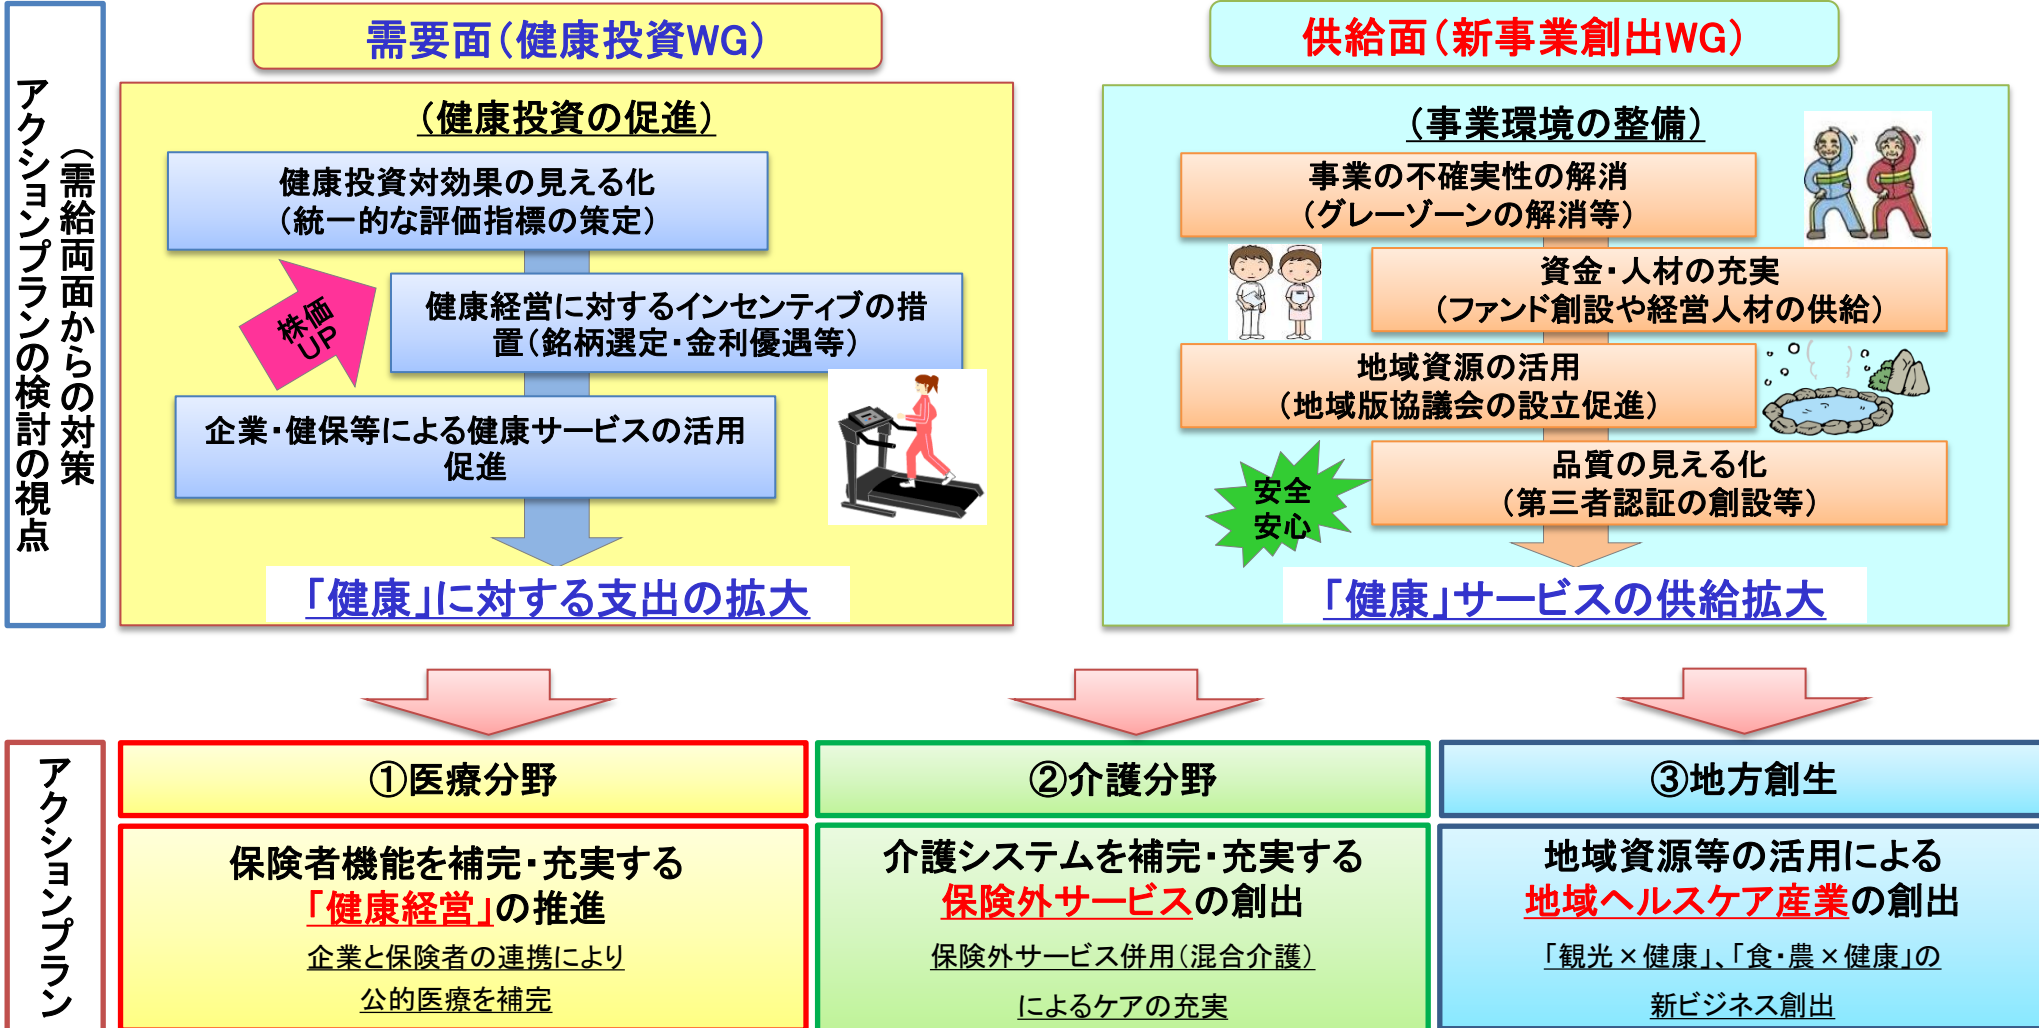 アクションプランの検討の視点
（需給両面からの対策
需要面（健康投資WG）
（健康投資の促進）
健康投資対効果の見える化
（統一的な評価指標の策定）
株価
UP
健康経営に対するインセンティブの措
置（銘柄選定・金利優遇等）
企業・健保等による健康サービスの活用
促進
「健康」に対する支出の拡大
供給面（新事業創出WG）
（事業環境の整備）
事業の不確実性の解消
（グレーゾーンの解消等）
資金・人材の充実
（ファンド創設や経営人材の供給）
地域資源の活用
（地域版協議会の設立促進）
安全
安心
品質の見える化
（第三者認証の創設等）
「健康」サービスの供給拡大
アクションプラン
①医療分野
保険者機能を補完・充実する
「健康経営」の推進
企業と保険者の連携により
公的医療を補完
②介護分野
介護システムを補完・充実する
保険外サービスの創出
保険外サービス併用（混合介護）
によるケアの充実
③地方創生
地域資源等の活用による
地域ヘルスケア産業の創出
「観光×健康」、「食・農×健康」の
新ビジネス創出